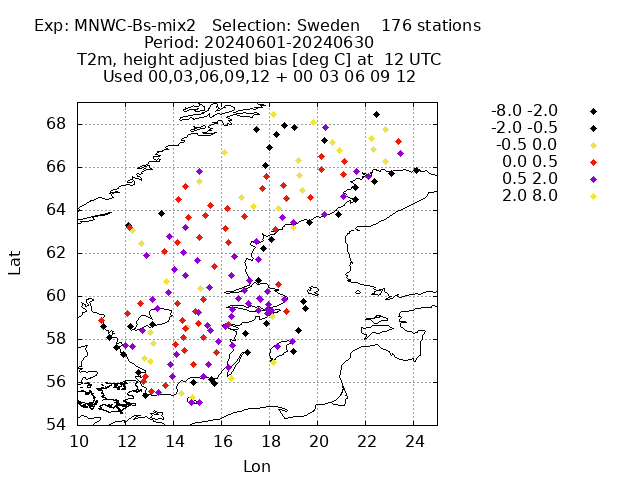 Exp: MNWC-Bs-mix2 Selection: Sweden 176 stations
Period: 20240601-20240630
T2m, height adjusted bias [deg C] at 12 UTC
Used 00,03,06,09,12 + 00 03 06 09 12
-8.0 -2.0
-2.0 -0.5
-0.5 0.0
0.0 0.5
0.5 2.0
2.0 8.0
68
66
64
62
60
58
56
54
Lat
10 12 14 16 18 20 22 24
Lon